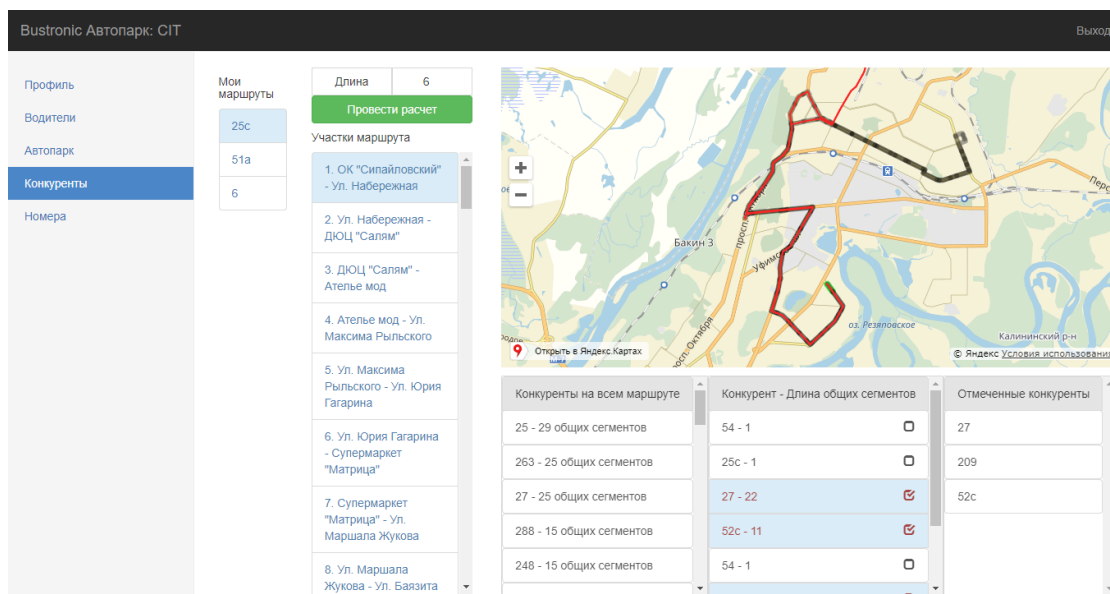 Bustronic Автопарк: CIT
Выход
Профиль
Водители
Автопарк
Конкуренты
Номера
Мои
маршруты
25с
51а
6
Длина 6
Провести расчет
Участки маршрута
1. ОК "Сипайловский"
- Ул. Набережная
2. Ул. Набережная -
ДЮЦ "Салям"
3. ДЮЦ "Салям" -
Ателье мод
4. Ателье мод - Ул.
Максима Рыльского
5. Ул. Максима
Рыльского - Ул. Юрия
Гагарина
6. Ул. Юрия Гагарина
- Супермаркет
"Матрица"
7. Супермаркет
"Матрица" - Ул.
Маршала Жукова
8. Ул. Маршала
Жукова - Ул. Баязита
Бакин 3
просп.
Уфимс
просп. Октября
оз. Резяповское
Калининский р-н
Открыть в Яндекс.Картах
© Яндекс Условия использования
Конкуренты на всем маршруте
25 - 29 общих сегментов
263 - 25 общих сегментов
27 - 25 общих сегментов
288 - 15 общих сегментов
248 - 15 общих сегментов
Конкурент - Длина общих сегментов
54 - 1
25с - 1
27 - 22
52с - 11
54 - 1
Отмеченные конкуренты
27
209
52с